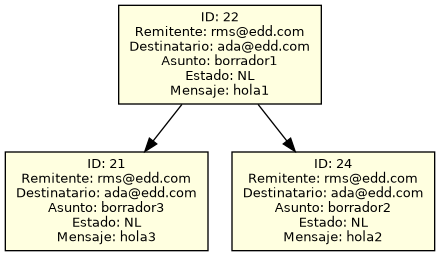 ID: 22
Remitente: rms@edd.com
Destinatario: ada@edd.com
Asunto: borrador1
Estado: NL
Mensaje: hola1
ID: 21
Remitente: rms@edd.com
Destinatario: ada@edd.com
Asunto: borrador3
Estado: NL
Mensaje: hola3
ID: 24
Remitente: rms@edd.com
Destinatario: ada@edd.com
Asunto: borrador2
Estado: NL
Mensaje: hola2